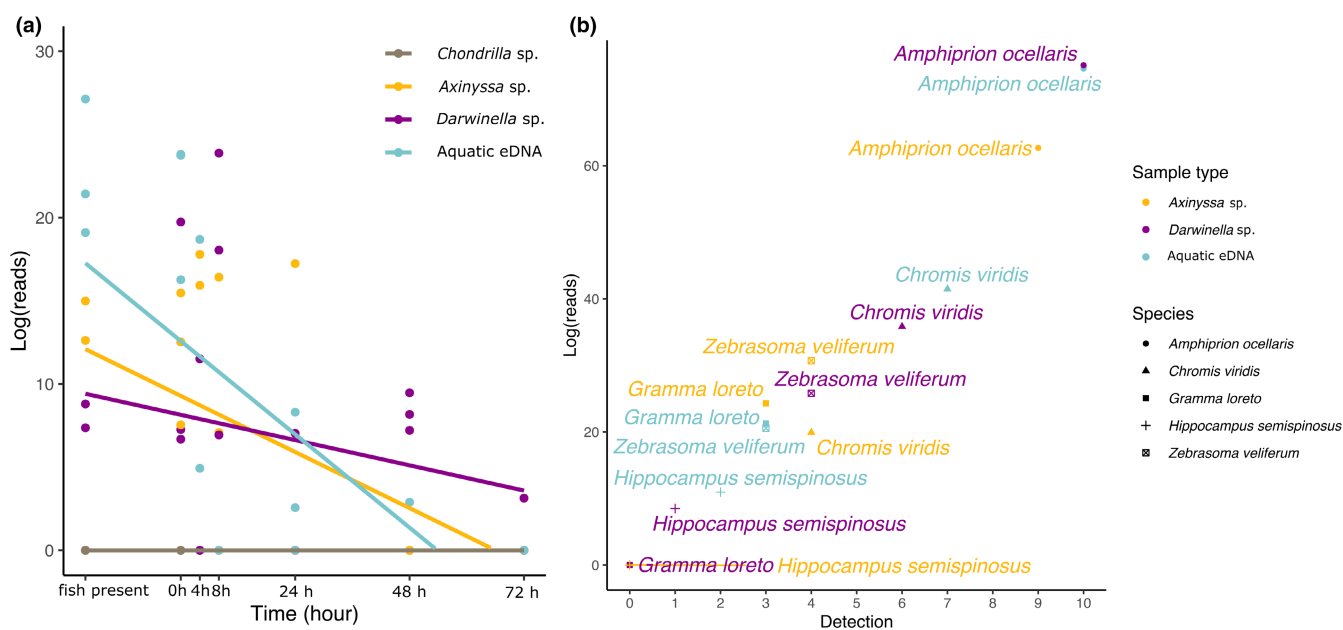 (a)
30
20
10
0
Log(reads)
fish present
0h
4h
8h
24 h
48 h
72 h
Time (hour)
Chondrilla sp.
Axinyssa sp.
Darwinella sp.
Aquatic eDNA
(b)
60
40
20
0
Log(reads)
Amphiprion ocellaris
Amphiprion ocellaris
Amphiprion ocellaris
Chromis viridis
Chromis viridis
Zebrasoma veliferum
Zebrasoma veliferum
Gramma loreto
Gramma loreto
Zebrasoma veliferum
Chromis viridis
Hippocampus semispinosus
Hippocampus semispinosus
Gramma loreto
Hippocampus semispinosus
0 1 2 3 4 5 6 7 8 9 10
Detection
Sample type
Axinyssa sp.
Darwinella sp.
Aquatic eDNA
Species
Amphiprion ocellaris
Chromis viridis
Gramma loreto
Hippocampus semispinosus
Zebrasoma veliferum